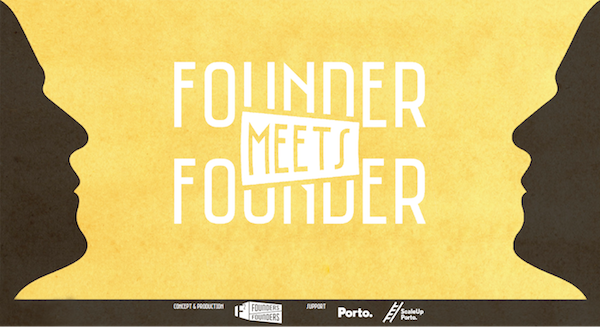 FOUNDER
MEETS
FOUNDER
CONCEPT & PRODUCTION
F
FOUNDERS
FOUNDERS
SUPPORT
Porto.
ScaleUp
Porto.